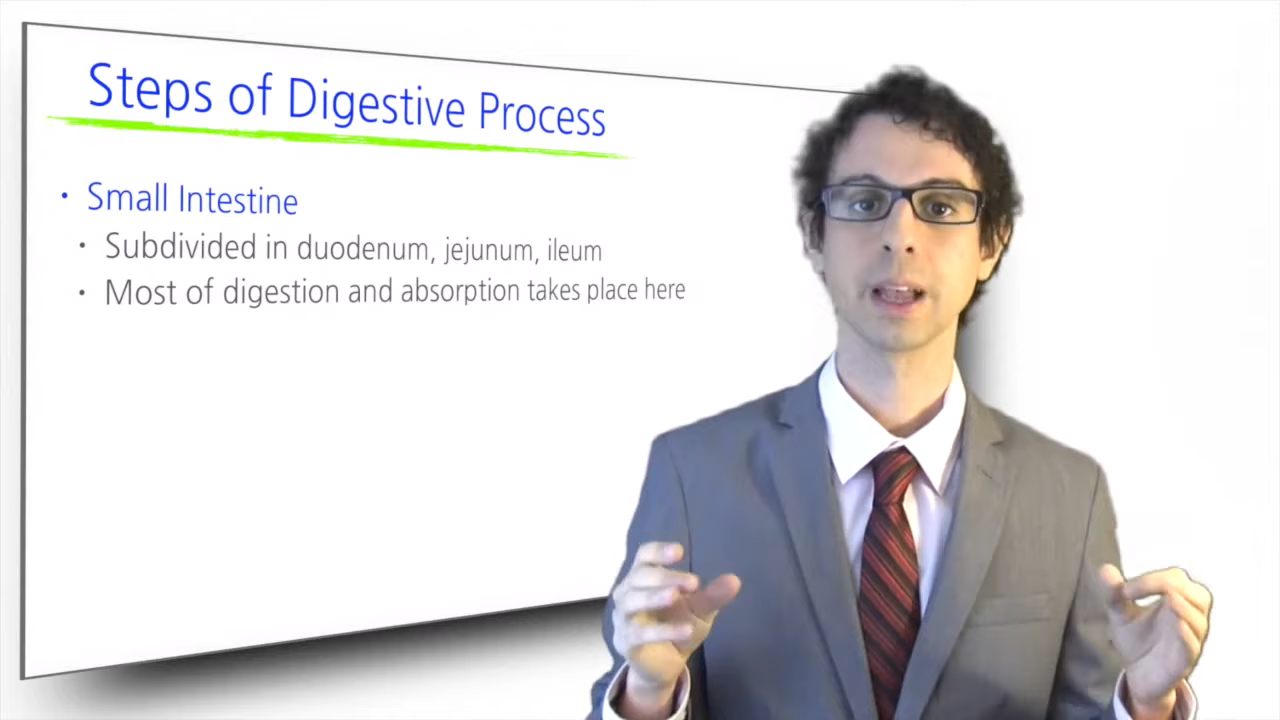 Steps of Digestive Process
• Small Intestine
• Subdivided in duodenum, jejunum, ileum
• Most of digestion and absorption takes place here